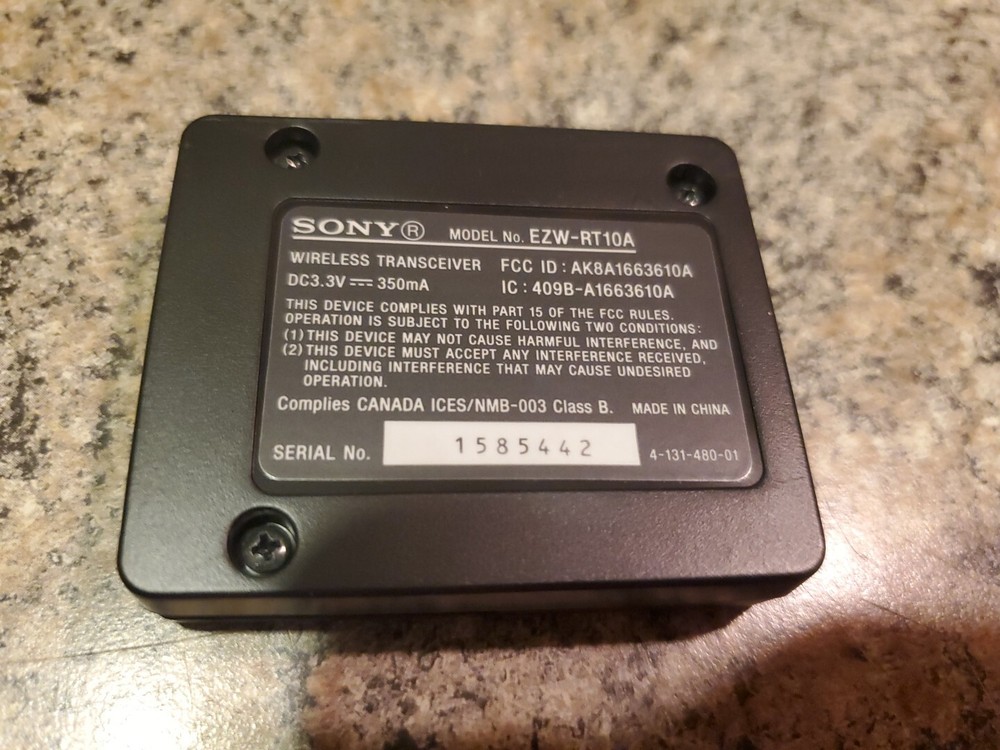 SONY® MODEL No. EZW-RT10A
WIRELESS TRANSCEIVER FCC ID : AK8A1663610A
DC3.3V ⎓ 350mA IC : 409B-A1663610A
THIS DEVICE COMPLIES WITH PART 15 OF THE FCC RULES.
OPERATION IS SUBJECT TO THE FOLLOWING TWO CONDITIONS:
(1) THIS DEVICE MAY NOT CAUSE HARMFUL INTERFERENCE, AND
(2) THIS DEVICE MUST ACCEPT ANY INTERFERENCE RECEIVED,
INCLUDING INTERFERENCE THAT MAY CAUSE UNDESIRED
OPERATION.
Complies CANADA ICES/NMB-003 Class B. MADE IN CHINA
SERIAL No. 1585442 4-131-480-01